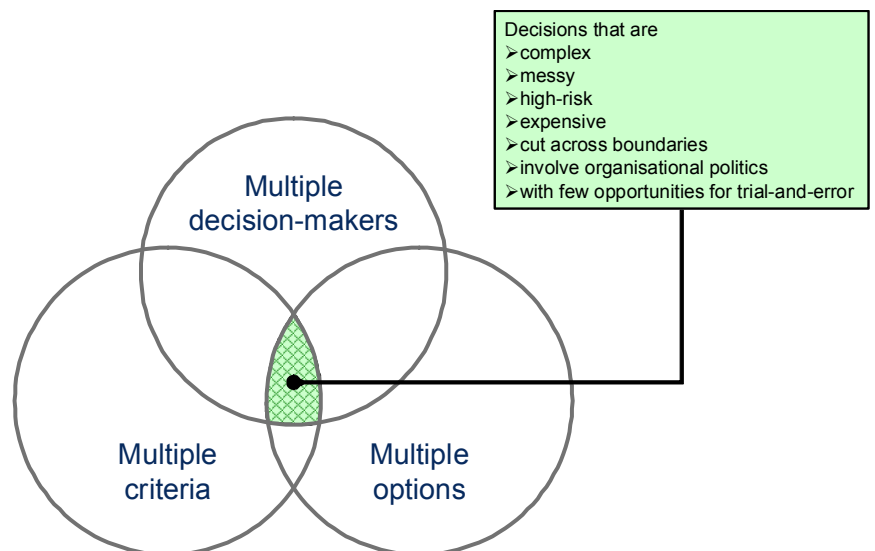 Decisions that are
➢complex
➢messy
➢high-risk
➢expensive
➢cut across boundaries
➢involve organisational politics
➢with few opportunities for trial-and-error
Multiple
decision-makers
Multiple
criteria
Multiple
options